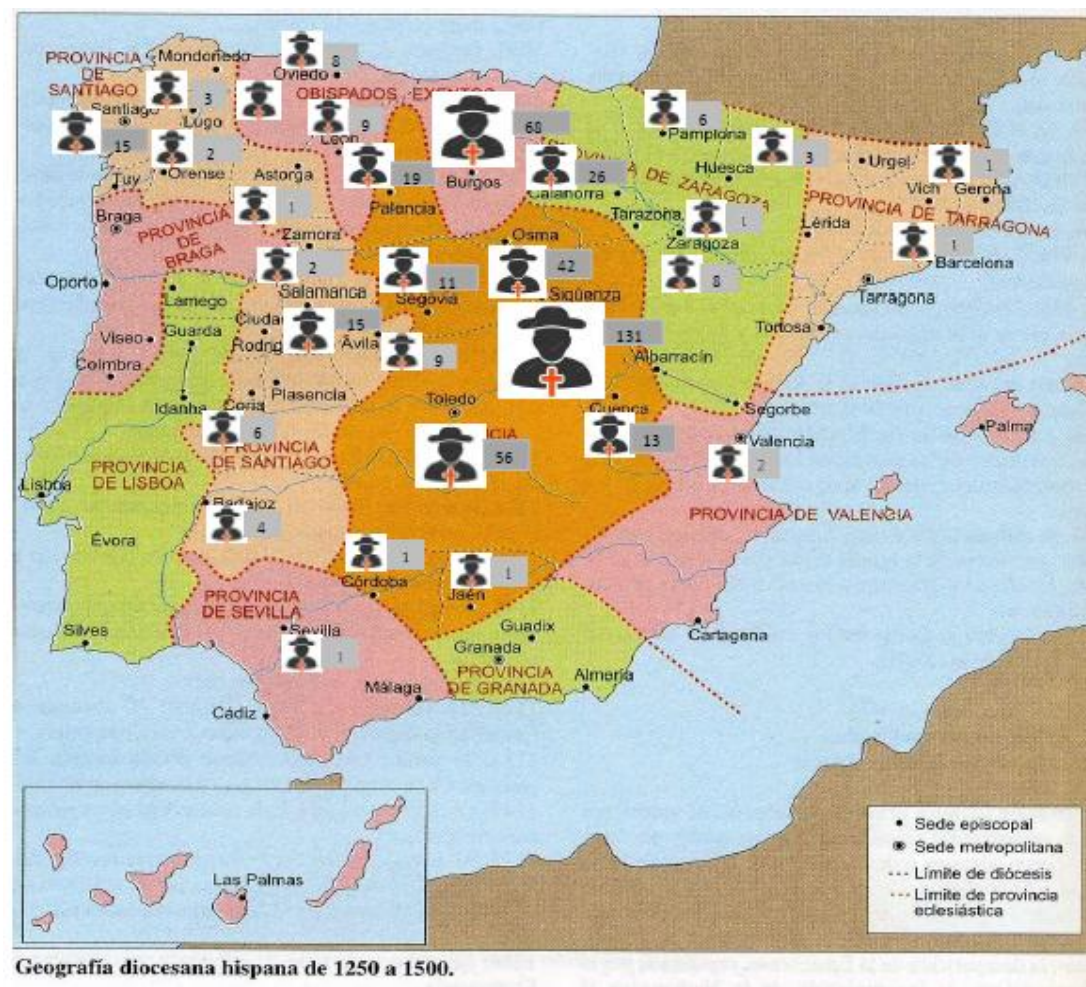 PROVINCIA
DE
SANTIAGO
Mondoñedo
Oviedo
8
OBISPADOS EXENTOS
3
Santiago
Lugo
15
2
Tuy
Orense
Astorga
9
León
19
Palencia
68
Burgos
26
Calahorra
6
Pamplona
Huesca
3
Urgel
1
Vich
Gerona
PROVINCIA DE ZARAGOZA
PROVINCIA DE TARRAGONA
Braga
PROVINCIA
DE
BRAGA
1
Zamora
Osma
Tarazona
1
Zaragoza
Lérida
1
Barcelona
Oporto
2
Salamanca
11
Segovia
42
Sigüenza
8
Tarragona
Lamego
Guarda
Viseo
Coimbra
Ciudad
Rodrigo
15
Ávila
9
131
Albarracín
Tortosa
Idanha
Coria
Plasencia
Toledo
Cuenca
Segorbe
6
PROVINCIA
DE SANTIAGO
56
13
Valencia
2
Palma
PROVINCIA
DE LISBOA
Lisboa
Évora
Badajoz
4
PROVINCIA DE VALENCIA
1
Córdoba
1
Jaén
PROVINCIA
DE SEVILLA
Silves
Sevilla
1
Guadix
Granada
PROVINCIA
DE GRANADA
Cartagena
Almería
Málaga
Cádiz
Las Palmas
Sede episcopal
Sede metropolitana
Límite de diócesis
Límite de provincia
eclesiástica
Geografía diocesana hispana de 1250 a 1500.